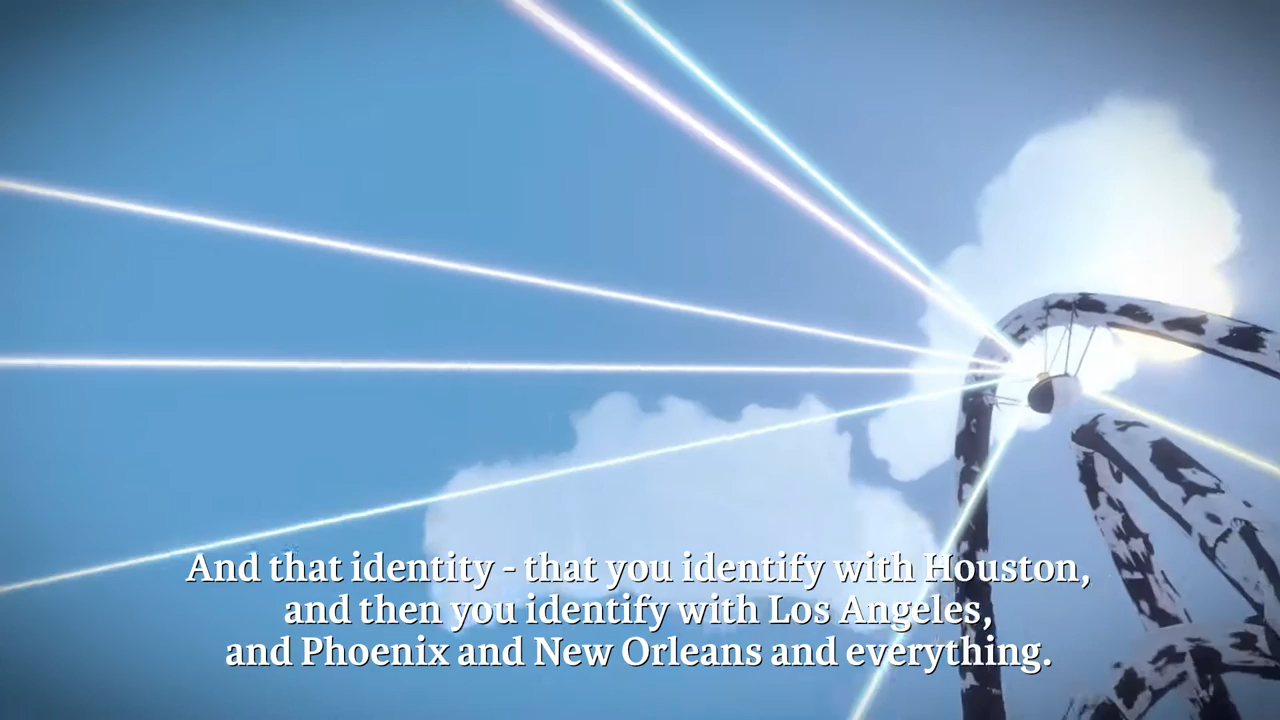 And that identity - that you identify with Houston,
and then you identify with Los Angeles,
and Phoenix and New Orleans and everything.